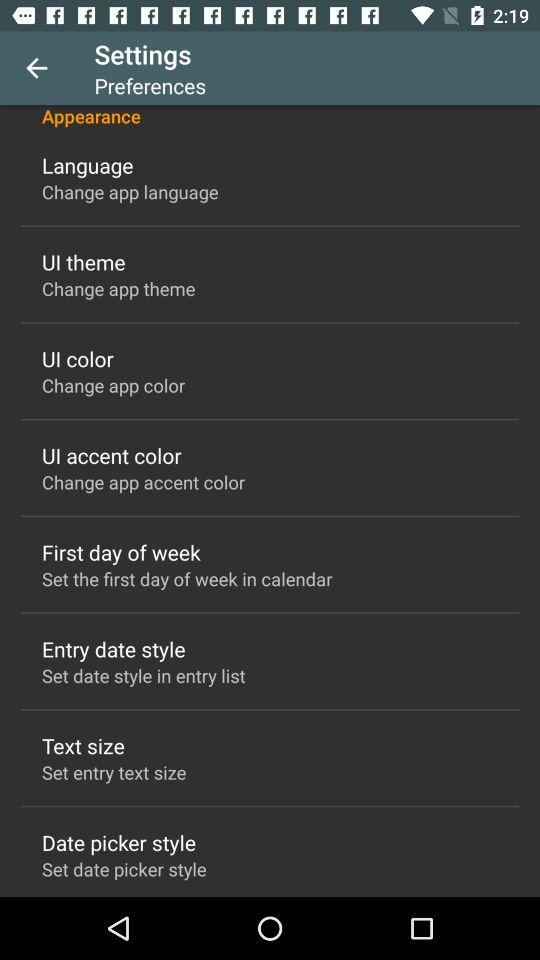 2:19
Settings
Preferences
Appearance
Language
Change app language
UI theme
Change app theme
UI color
Change app color
UI accent color
Change app accent color
First day of week
Set the first day of week in calendar
Entry date style
Set date style in entry list
Text size
Set entry text size
Date picker style
Set date picker style